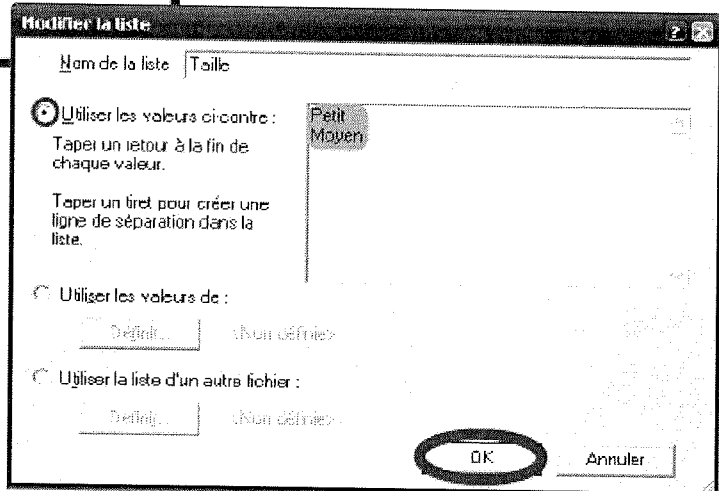 Modifier la liste
Nom de la liste Taille
Utiliser les valeurs ci-contre :
Petit
Moyen
Taper un retour à la fin de
chaque valeur.
Taper un tiret pour créer une
ligne de séparation dans la
liste.
Utiliser les valeurs de :
Définir... <Non définie>
Utiliser la liste d'un autre fichier :
Définir... <Non définie>
OK Annuler